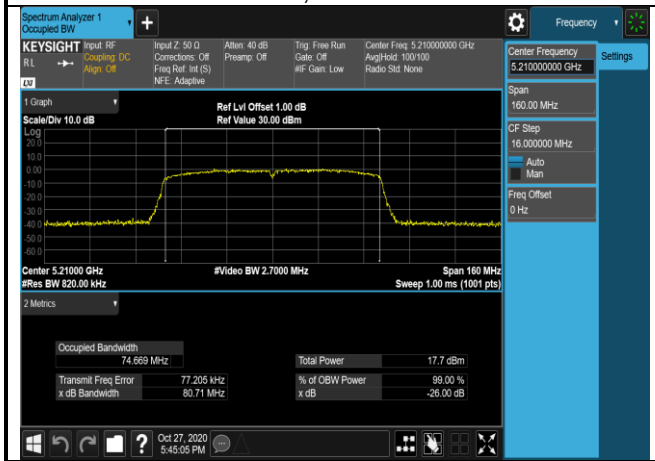 Spectrum Analyzer 1
Occupied BW
+
Frequency
KEYSIGHT
RL
LXI
Input: RF
Coupling: DC
Align: Off
Input Z: 50 Ω
Corrections: Off
Freq Ref: Int (S)
NFE: Adaptive
Atten: 40 dB
Preamp: Off
Trig: Free Run
Gate: Off
#IF Gain: Low
Center Freq: 5.210000000 GHz
Avg|Hold: 100/100
Radio Std: None
Center Frequency
5.210000000 GHz
Settings
Span
160.00 MHz
CF Step
16.000000 MHz
Auto
Man
Freq Offset
0 Hz
1 Graph
Scale/Div 10.0 dB
Ref Lvl Offset 1.00 dB
Ref Value 30.00 dBm
Log
20.0
10.0
0.00
-10.0
-20.0
-30.0
-40.0
-50.0
-60.0
Center 5.21000 GHz
#Res BW 820.00 kHz
#Video BW 2.7000 MHz
Span 160 MHz
Sweep 1.00 ms (1001 pts)
2 Metrics
Occupied Bandwidth
74.669 MHz
Total Power 17.7 dBm
Transmit Freq Error 77.205 kHz
% of OBW Power 99.00 %
x dB Bandwidth 80.71 MHz
x dB -26.00 dB
?
Oct 27, 2020
5:45:05 PM